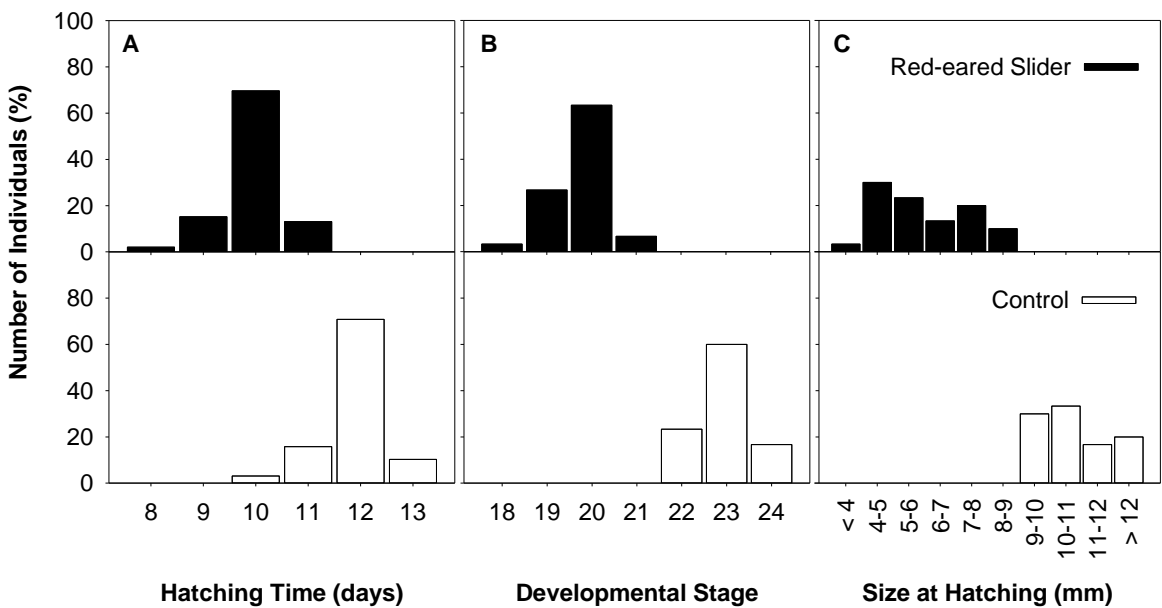 Number of Individuals (%)
100
80
60
40
20
0
80
60
40
20
0
A
B
C
Red-eared Slider
Control
8 9 10 11 12 13
18 19 20 21 22 23 24
< 4 4-5 5-6 6-7 7-8 8-9 9-10 10-11 11-12 > 12
Hatching Time (days)
Developmental Stage
Size at Hatching (mm)